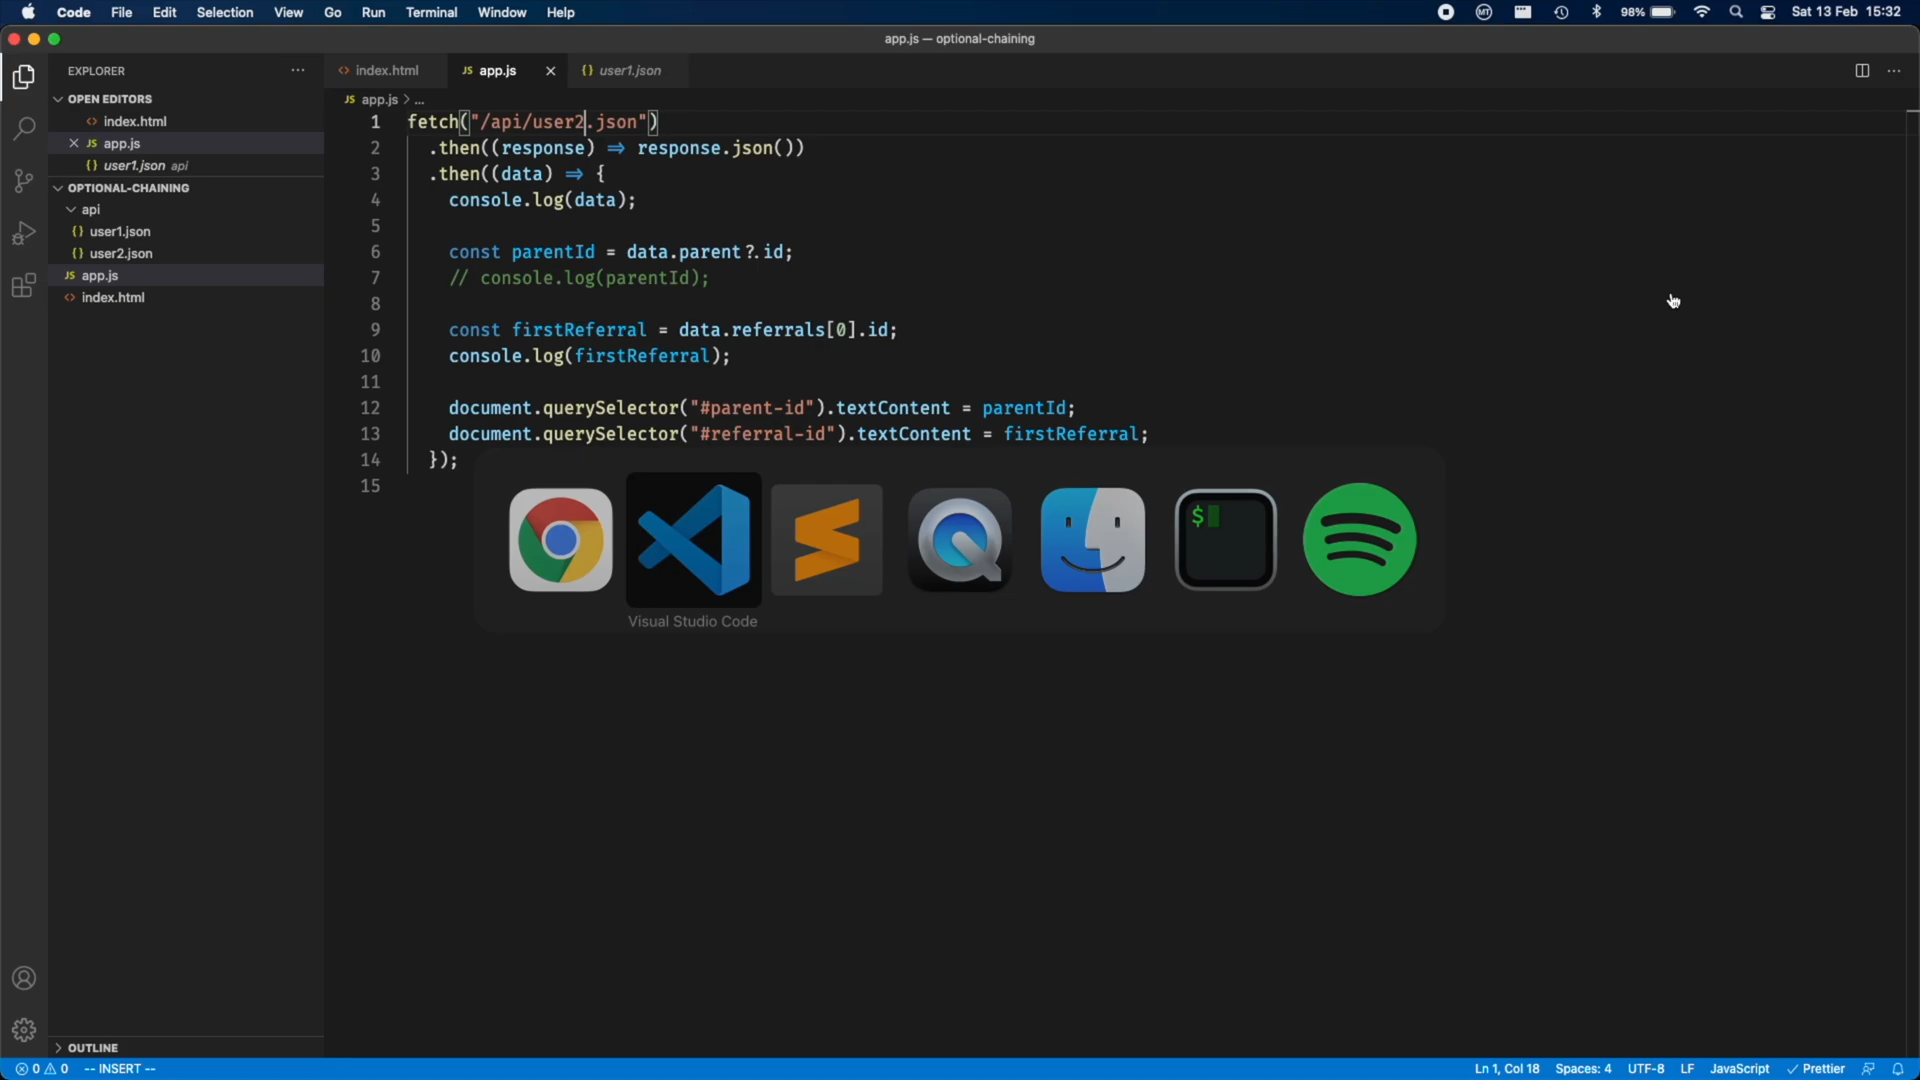 Code File Edit Selection View Go Run Terminal Window Help
98% Sat 13 Feb 15:32
app.js — optional-chaining
EXPLORER
OPEN EDITORS
<> index.html
JS app.js
{} user1.json api
OPTIONAL-CHAINING
api
{} user1.json
{} user2.json
JS app.js
<> index.html
OUTLINE
<> index.html JS app.js {} user1.json
JS app.js > ...
1 fetch("/api/user2.json")
2 .then((response) => response.json())
3 .then((data) => {
4 console.log(data);
5
6 const parentId = data.parent?.id;
7 // console.log(parentId);
8
9 const firstReferral = data.referrals[0].id;
10 console.log(firstReferral);
11
12 document.querySelector("#parent-id").textContent = parentId;
13 document.querySelector("#referral-id").textContent = firstReferral;
14 });
15
$
Visual Studio Code
0 0 -- INSERT --
Ln 1, Col 18 Spaces: 4 UTF-8 LF JavaScript Prettier